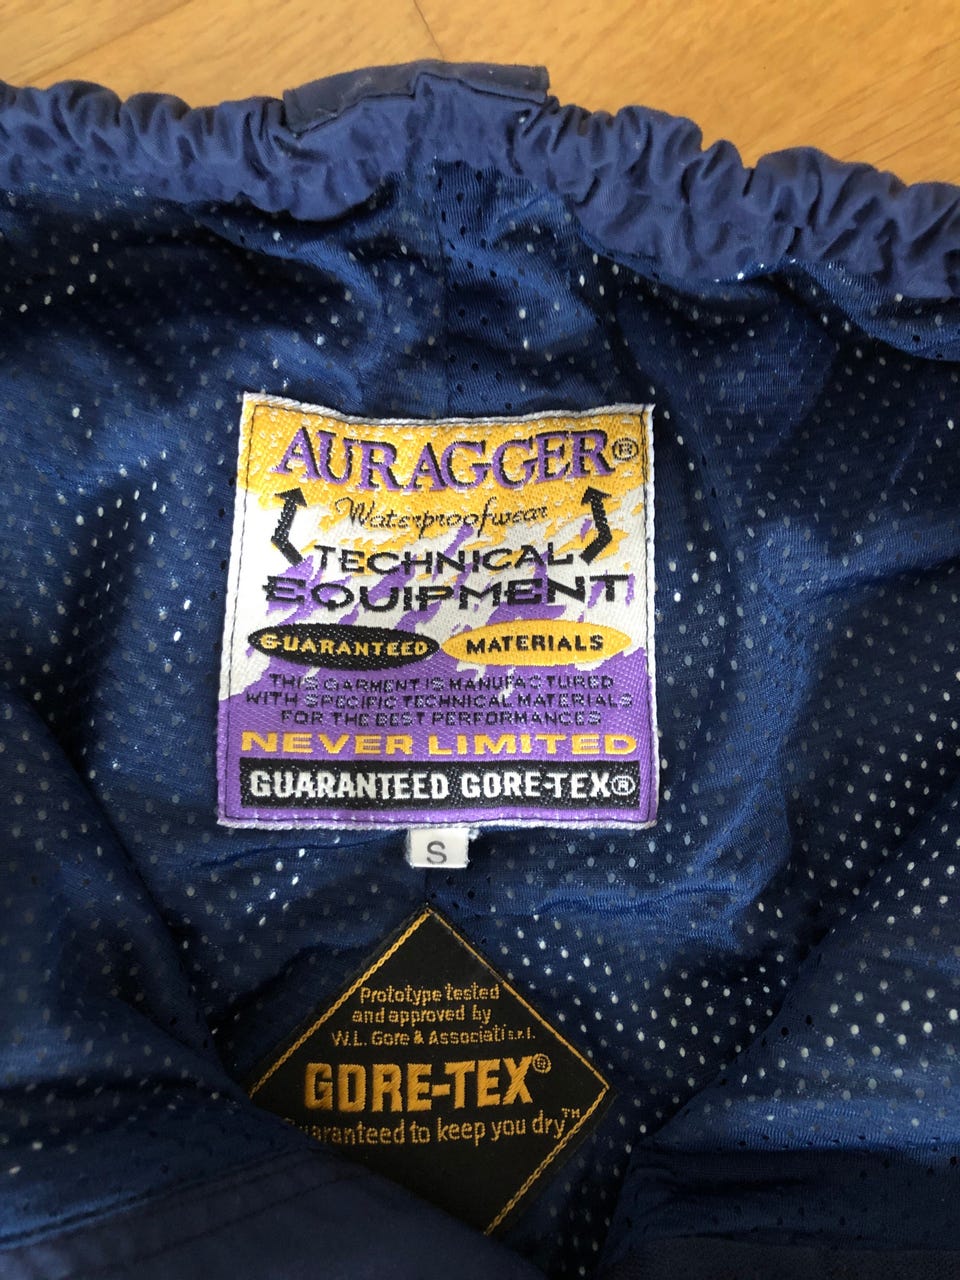 AURAGGER®
Waterproofwear
TECHNICAL
EQUIPMENT
GUARANTEED MATERIALS
THIS GARMENT IS MANUFACTURED
WITH SPECIFIC TECHNICAL MATERIALS
FOR THE BEST PERFORMANCES
NEVER LIMITED
GUARANTEED GORE-TEX®
S
Prototype tested
and approved by
W.L. Gore & Associati s.r.l.
GORE-TEX®
Guaranteed to keep you dry™